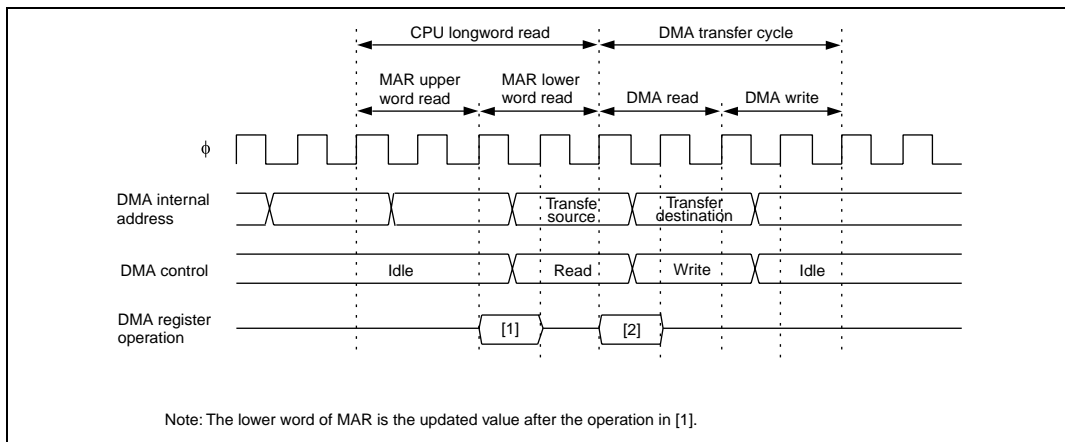 CPU longword read DMA transfer cycle
MAR upper
word read
MAR lower
word read
DMA read DMA write
φ
DMA internal
address
Transfe
source
Transfer
destination
DMA control Idle Read Write Idle
DMA register
operation
[1] [2]
Note: The lower word of MAR is the updated value after the operation in [1].